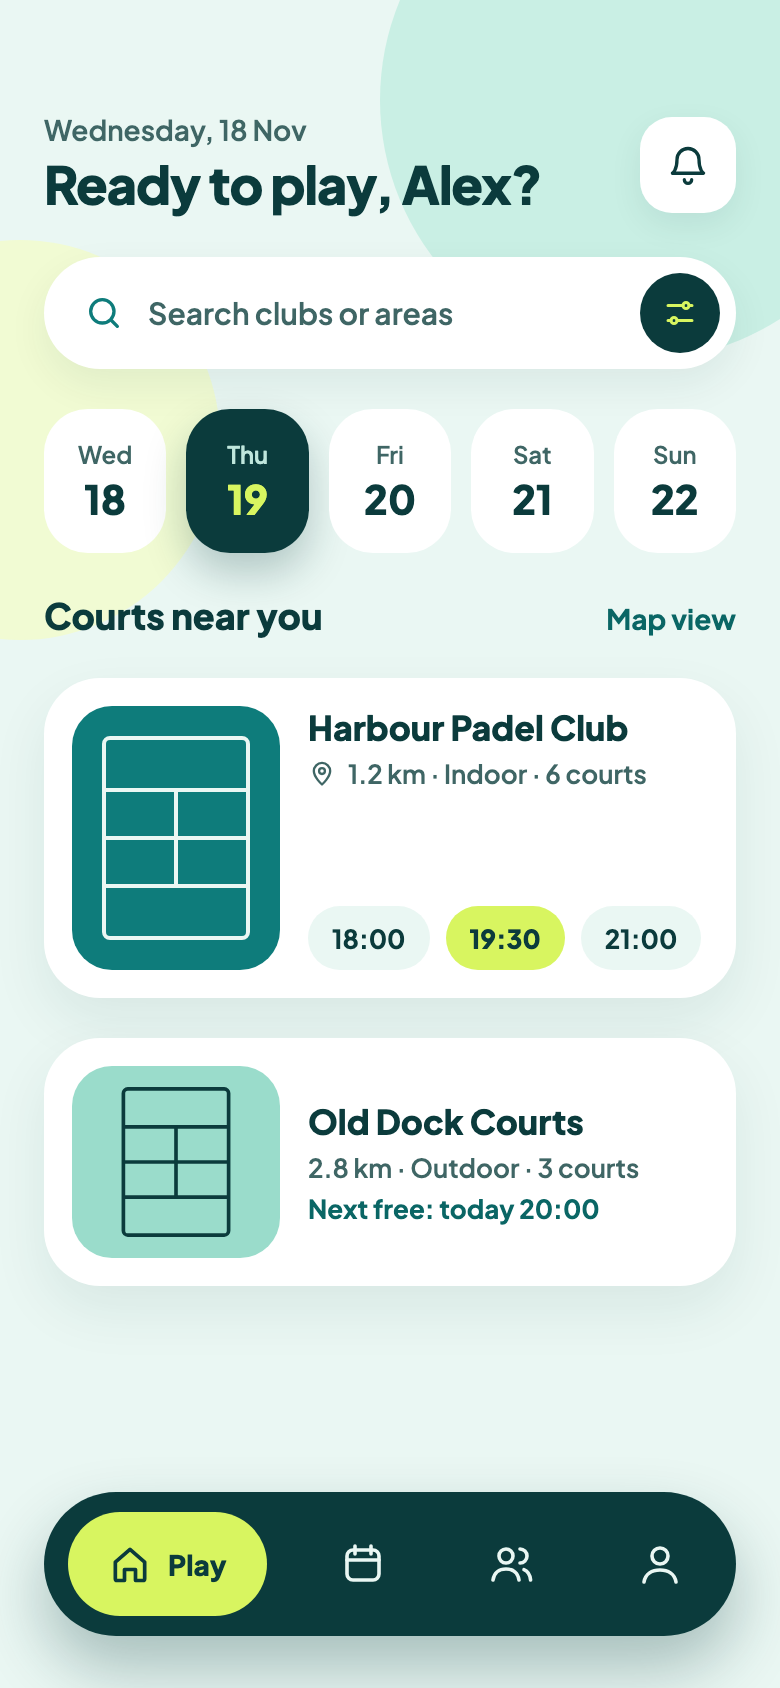 Wednesday, 18 Nov
Ready to play, Alex?
Search clubs or areas
Wed Thu Fri Sat Sun
18 19 20 21 22
Courts near you Map view
Harbour Padel Club
1.2 km · Indoor · 6 courts
18:00 19:30 21:00
Old Dock Courts
2.8 km · Outdoor · 3 courts
Next free: today 20:00
Play